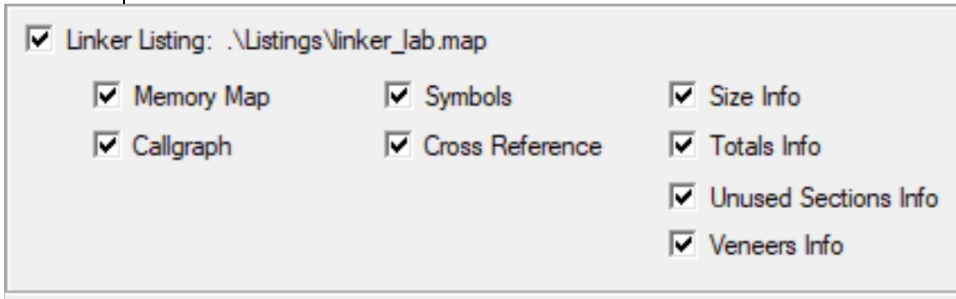 Linker Listing: .\Listings\linker_lab.map
Memory Map Symbols Size Info
Callgraph Cross Reference Totals Info
Unused Sections Info
Veneers Info